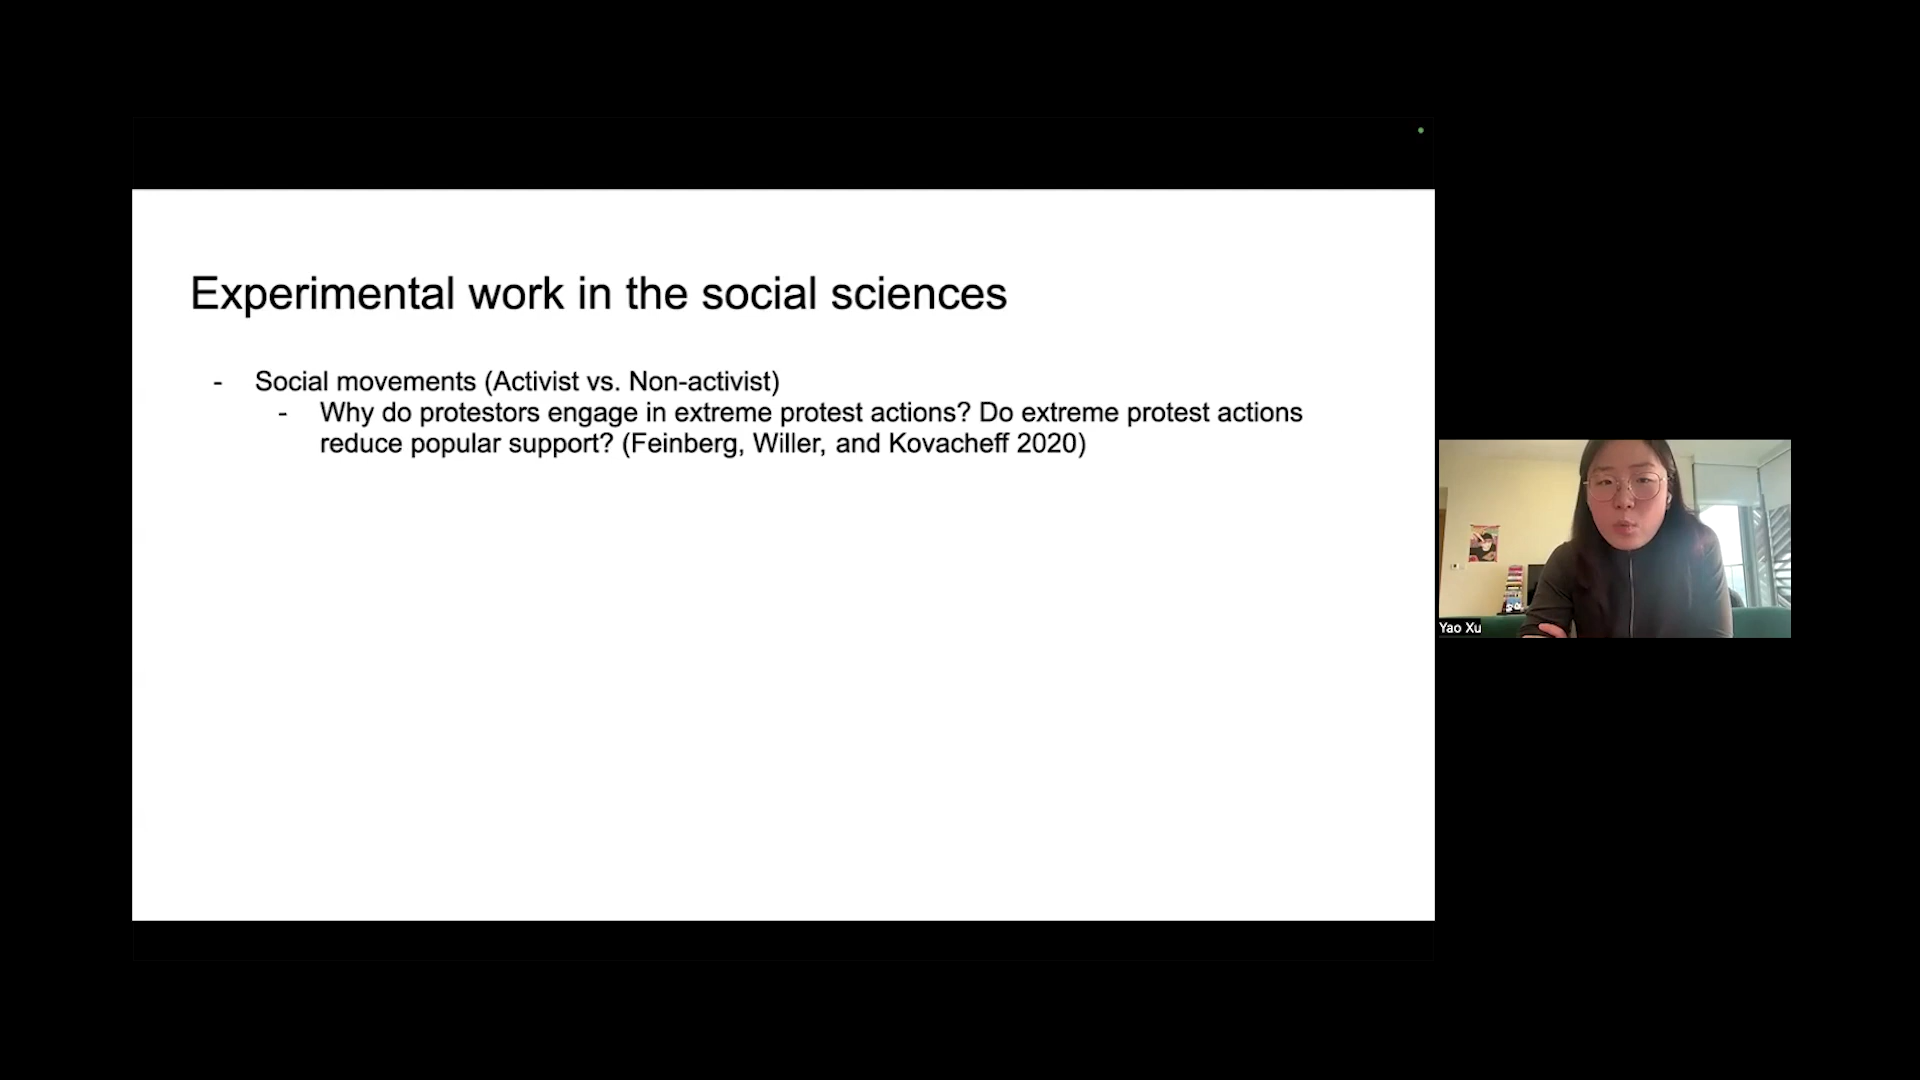 Experimental work in the social sciences
- Social movements (Activist vs. Non-activist)
- Why do protestors engage in extreme protest actions? Do extreme protest actions
reduce popular support? (Feinberg, Willer, and Kovacheff 2020)
Yao Xu